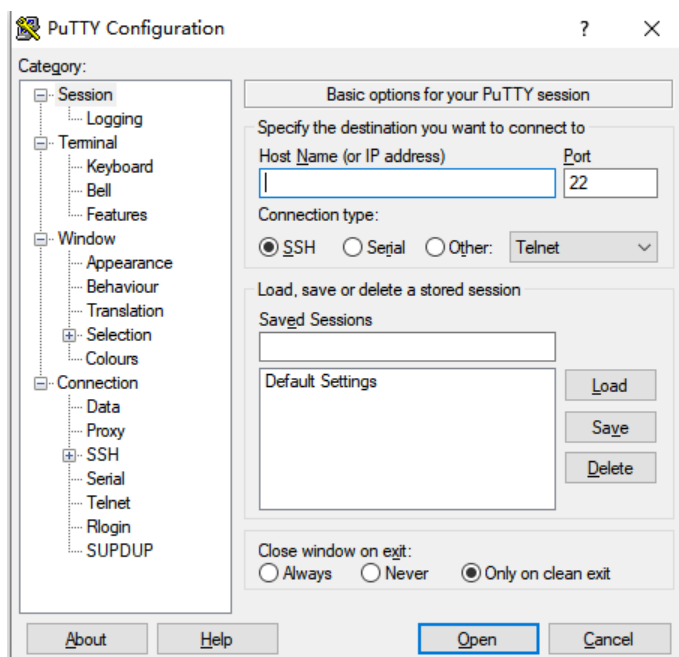 PuTTY Configuration ? ×
Category:
Session
Logging
Terminal
Keyboard
Bell
Features
Window
Appearance
Behaviour
Translation
Selection
Colours
Connection
Data
Proxy
SSH
Serial
Telnet
Rlogin
SUPDUP
Basic options for your PuTTY session
Specify the destination you want to connect to
Host Name (or IP address) Port
22
Connection type:
SSH Serial Other: Telnet
Load, save or delete a stored session
Saved Sessions
Default Settings
Load
Save
Delete
Close window on exit:
Always Never Only on clean exit
About Help Open Cancel